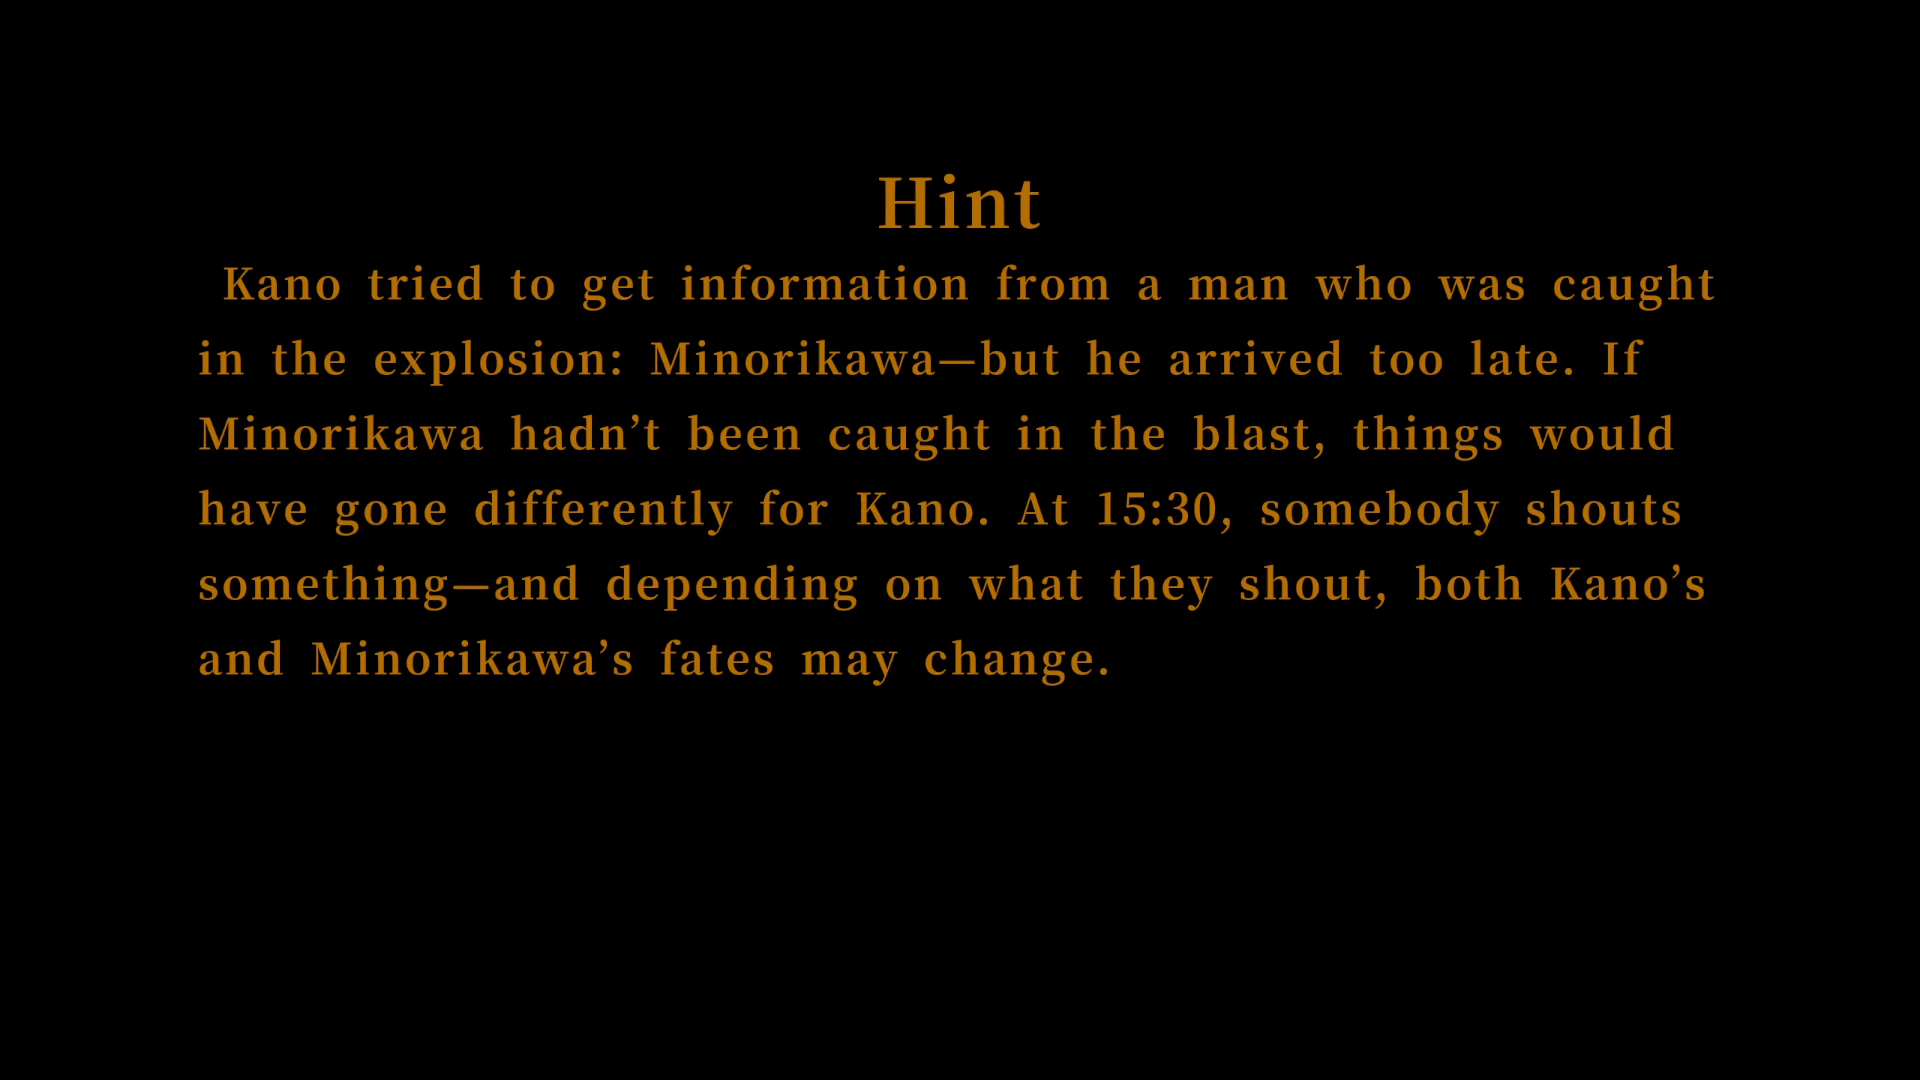 Hint
Kano tried to get information from a man who was caught
in the explosion: Minorikawa—but he arrived too late. If
Minorikawa hadn’t been caught in the blast, things would
have gone differently for Kano. At 15:30, somebody shouts
something—and depending on what they shout, both Kano’s
and Minorikawa’s fates may change.